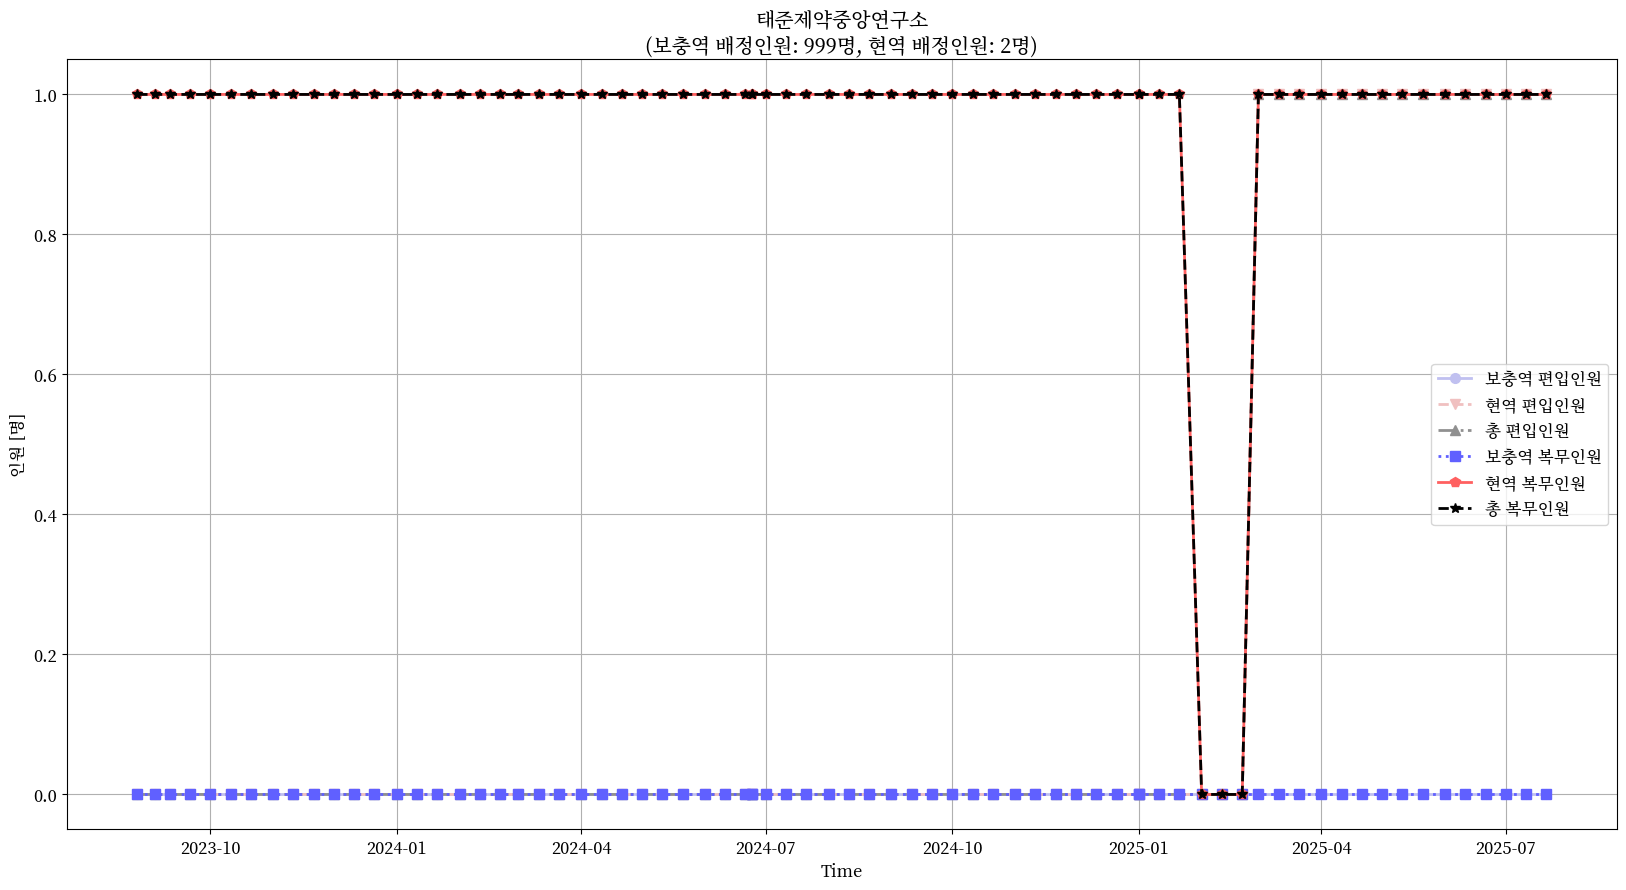 태준제약중앙연구소
(보충역 배정인원: 999명, 현역 배정인원: 2명)
1.0
0.8
0.6
0.4
0.2
0.0
인원 [명]
보충역 편입인원
현역 편입인원
총 편입인원
보충역 복무인원
현역 복무인원
총 복무인원
2023-10
2024-01
2024-04
2024-07
2024-10
2025-01
2025-04
2025-07
Time